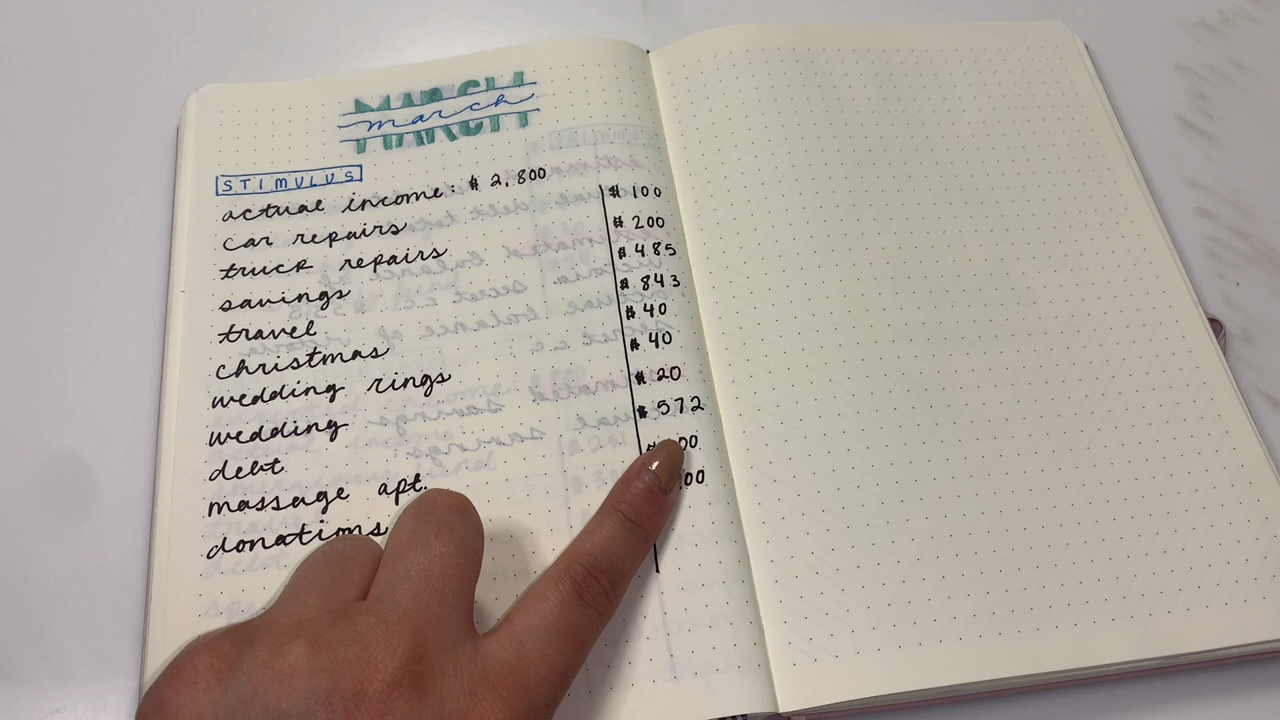 MARCH
march
STIMULUS
actual income: $ 2,800
car repairs $ 100
truck repairs $ 200
savings $ 485
travel $ 843
christmas $ 40
wedding rings $ 40
wedding $ 20
debt $ 572
massage apt.
donations